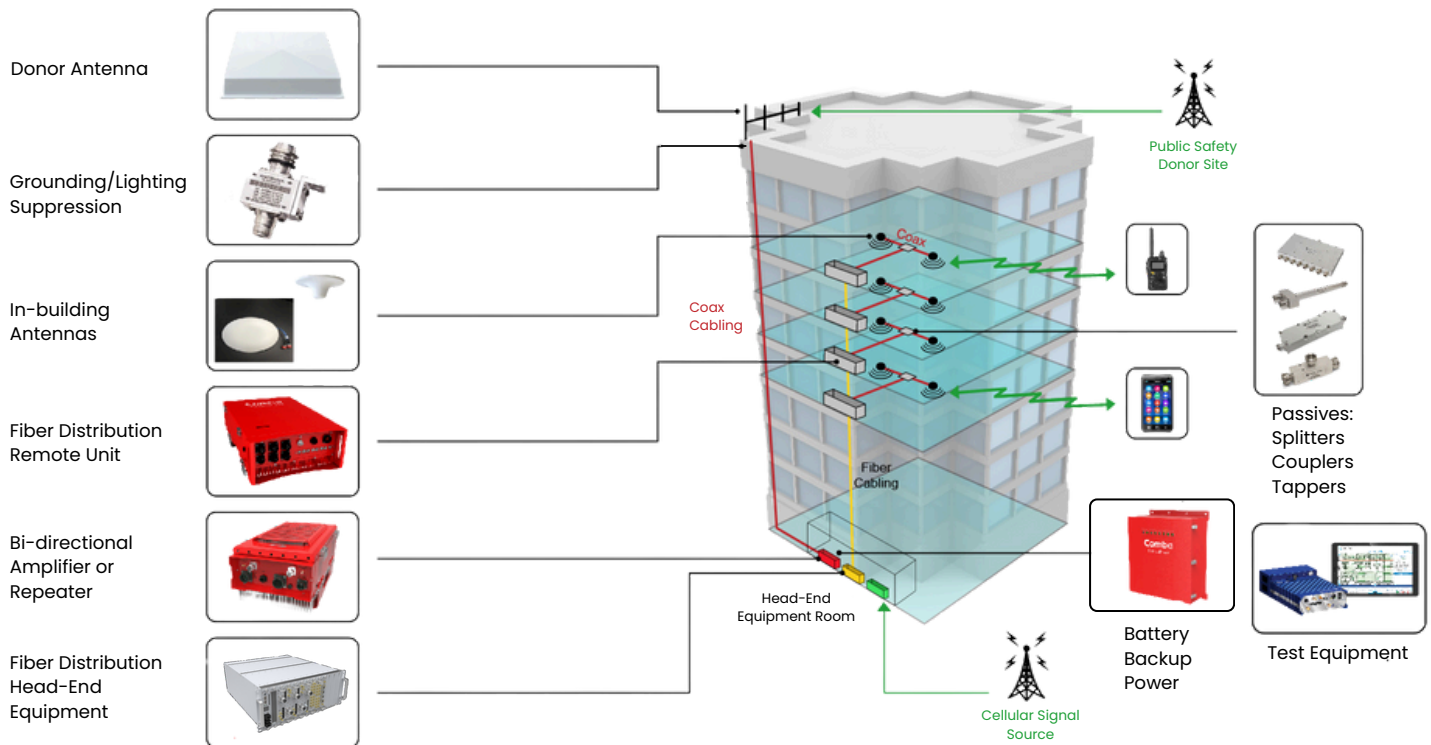 Donor Antenna
Grounding/Lighting
Suppression
In-building
Antennas
Fiber Distribution
Remote Unit
Bi-directional
Amplifier or
Repeater
Fiber Distribution
Head-End
Equipment
Public Safety
Donor Site
Coax
Coax
Cabling
Fiber
Cabling
Head-End
Equipment Room
Cellular Signal
Source
Passives:
Splitters
Couplers
Tappers
Comba
Battery
Backup
Power
Test Equipment